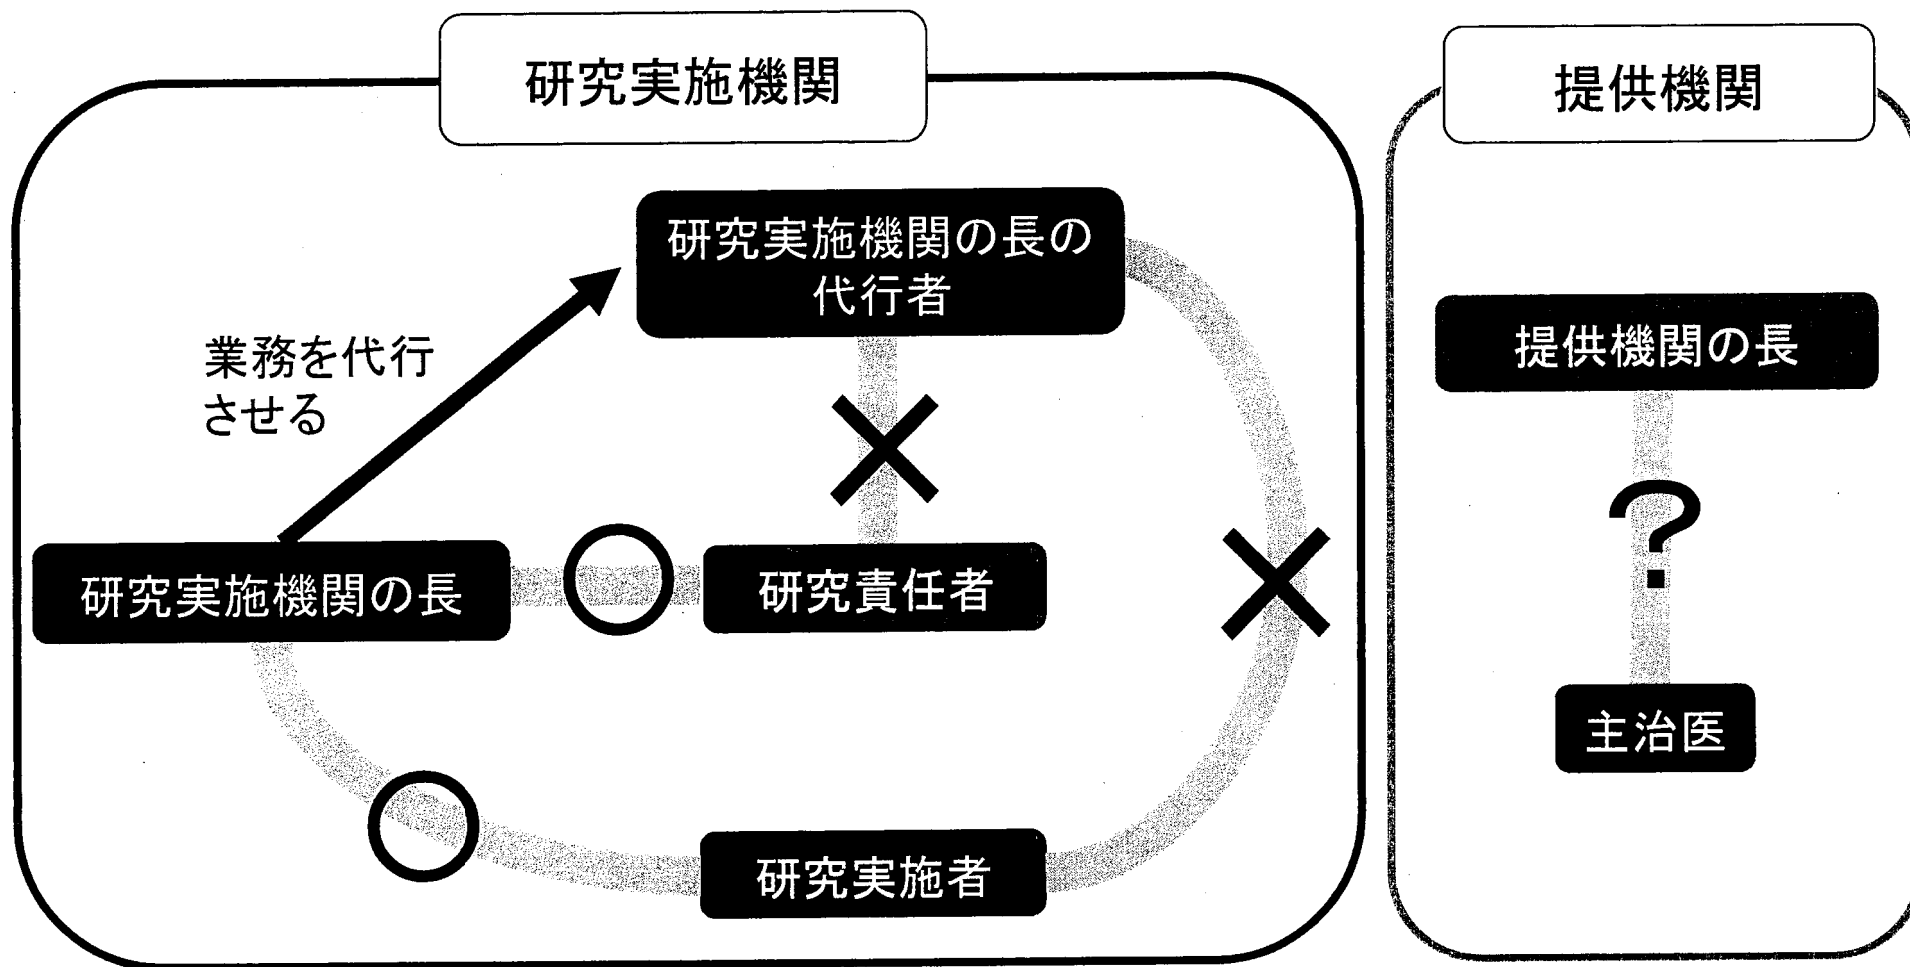 研究実施機関
提供機関
研究実施機関の長の
代行者
業務を代行
させる
提供機関の長
?
研究実施機関の長
研究責任者
主治医
研究実施者